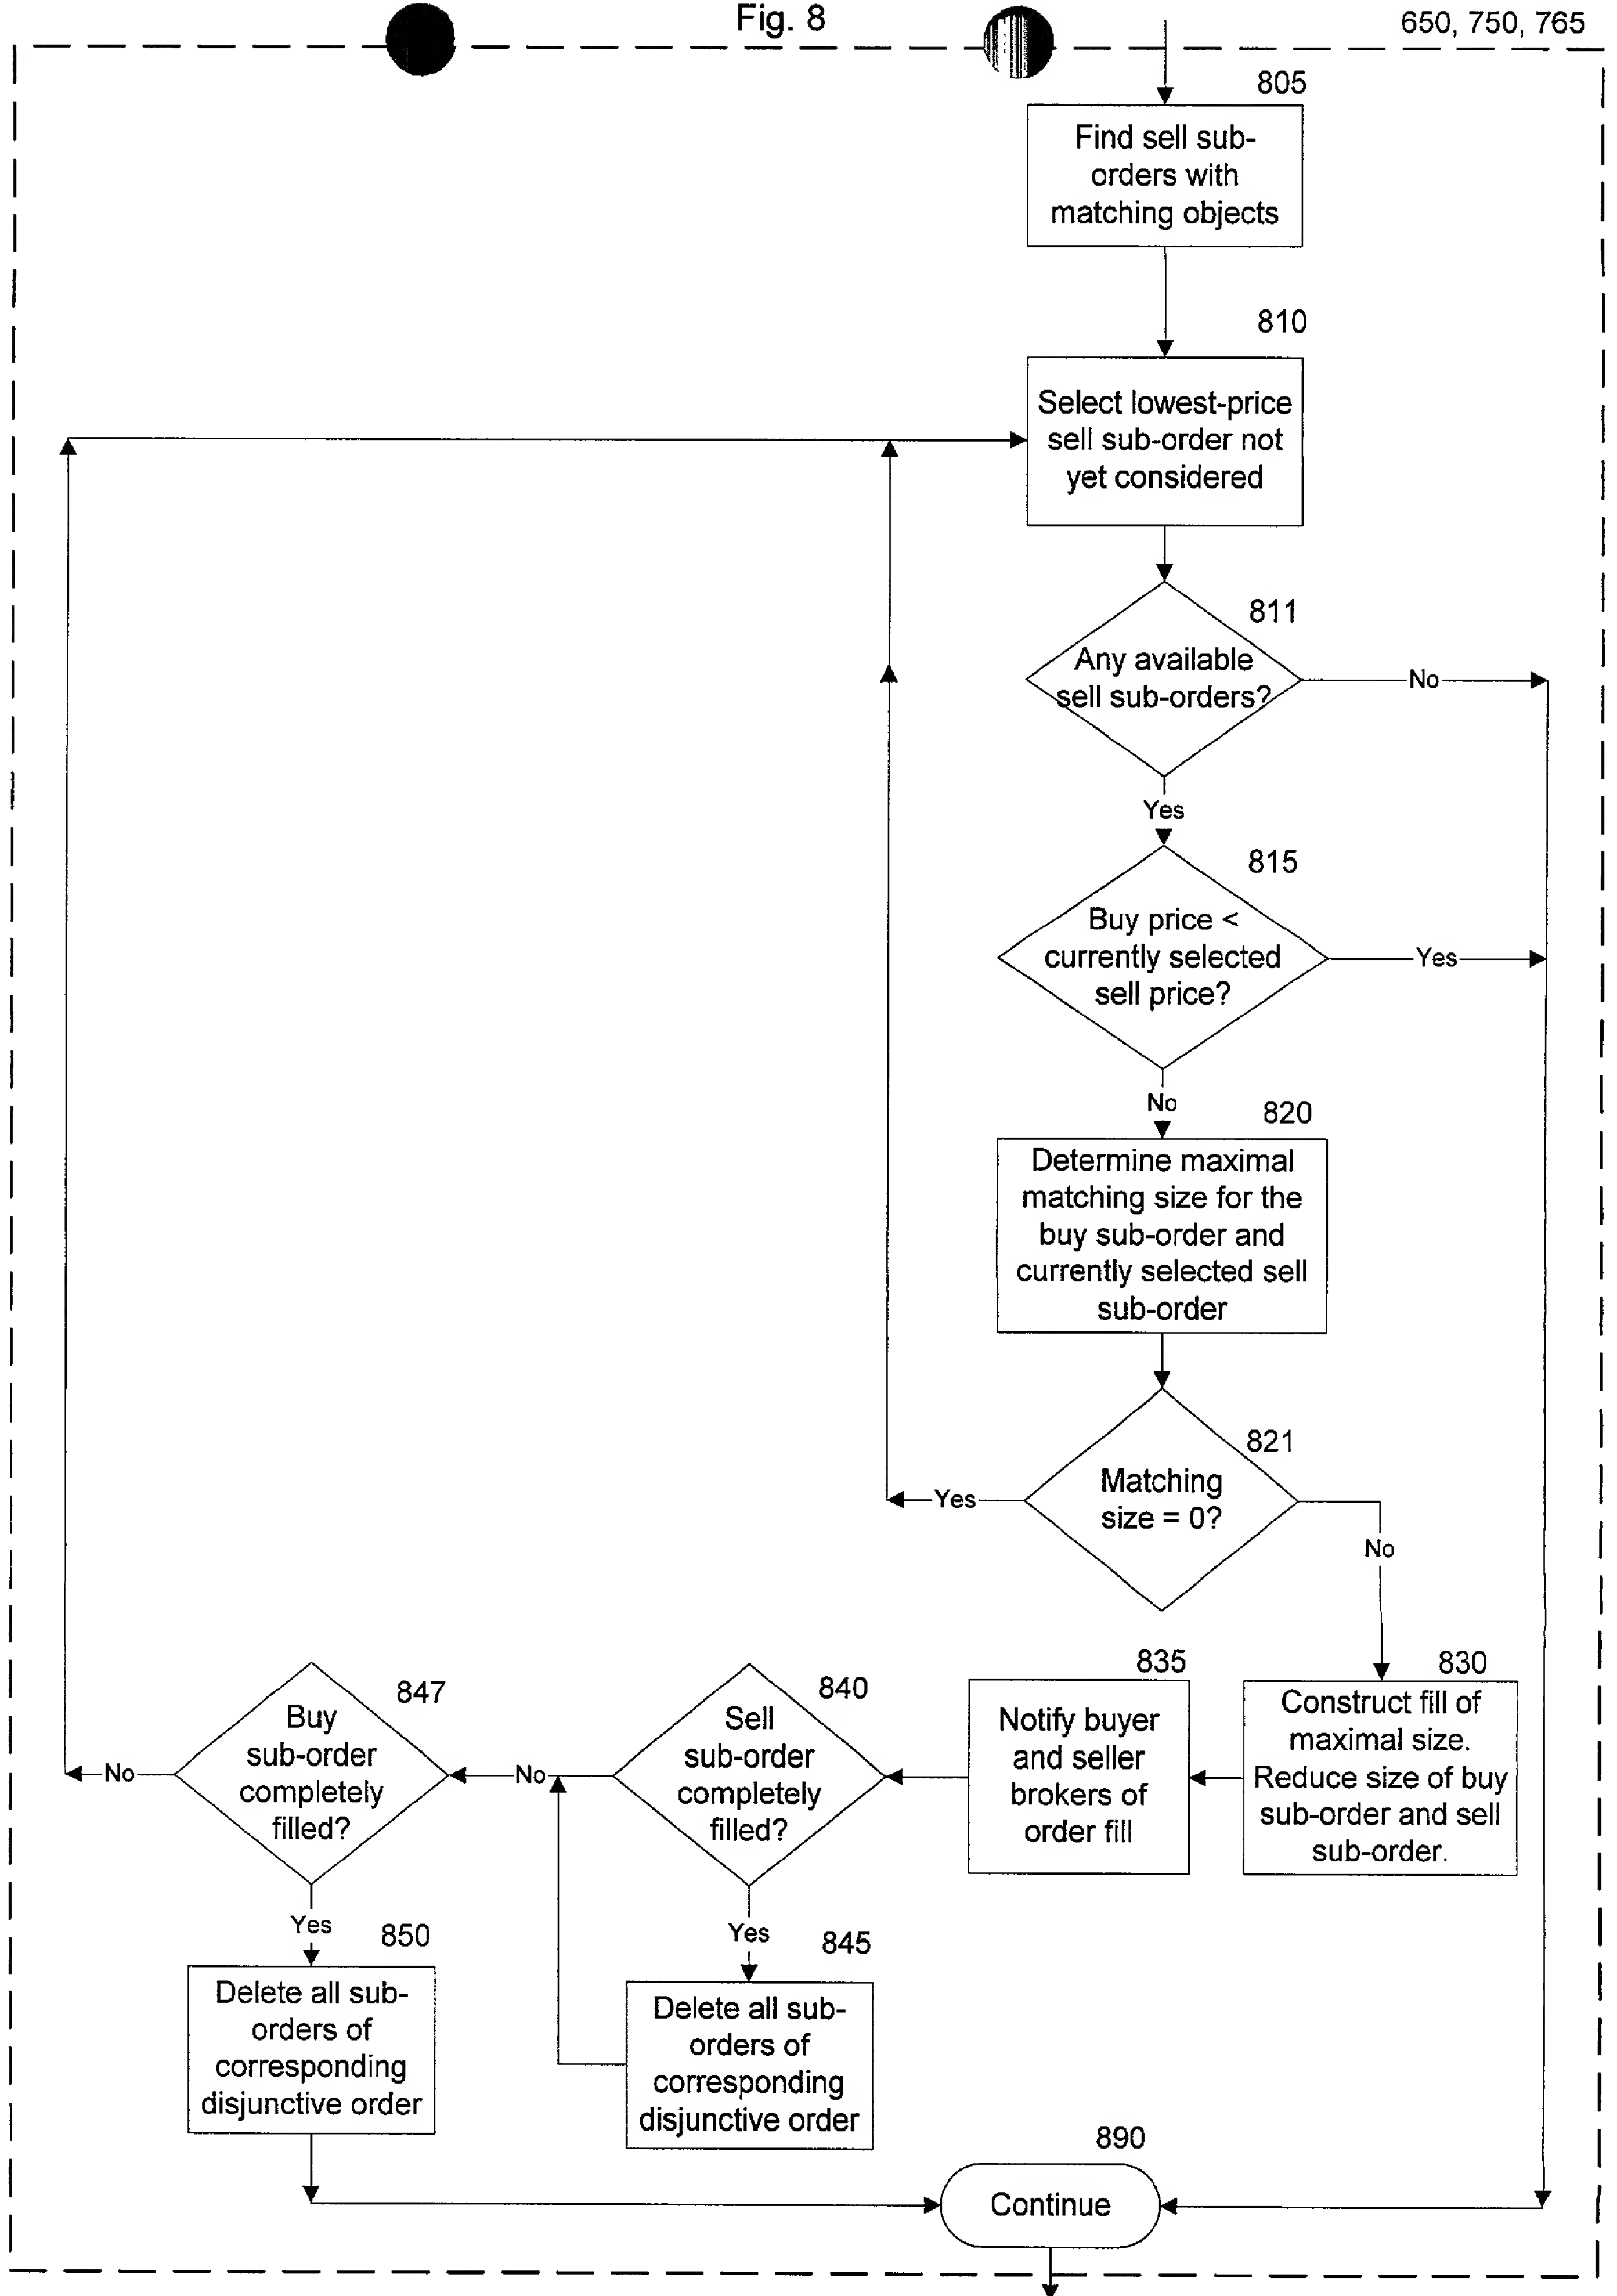 Fig. 8
650, 750, 765
805
Find sell sub-
orders with
matching objects
810
Select lowest-price
sell sub-order not
yet considered
811
Any available
sell sub-orders?
No
Yes
815
Buy price <
currently selected
sell price?
Yes
No
820
Determine maximal
matching size for the
buy sub-order and
currently selected sell
sub-order
821
Matching
size = 0?
Yes
No
830
Construct fill of
maximal size.
Reduce size of buy
sub-order and sell
sub-order.
835
Notify buyer
and seller
brokers of
order fill
840
Sell
sub-order
completely
filled?
No
Yes
845
Delete all sub-
orders of
corresponding
disjunctive order
847
Buy
sub-order
completely
filled?
No
Yes
850
Delete all sub-
orders of
corresponding
disjunctive order
890
Continue